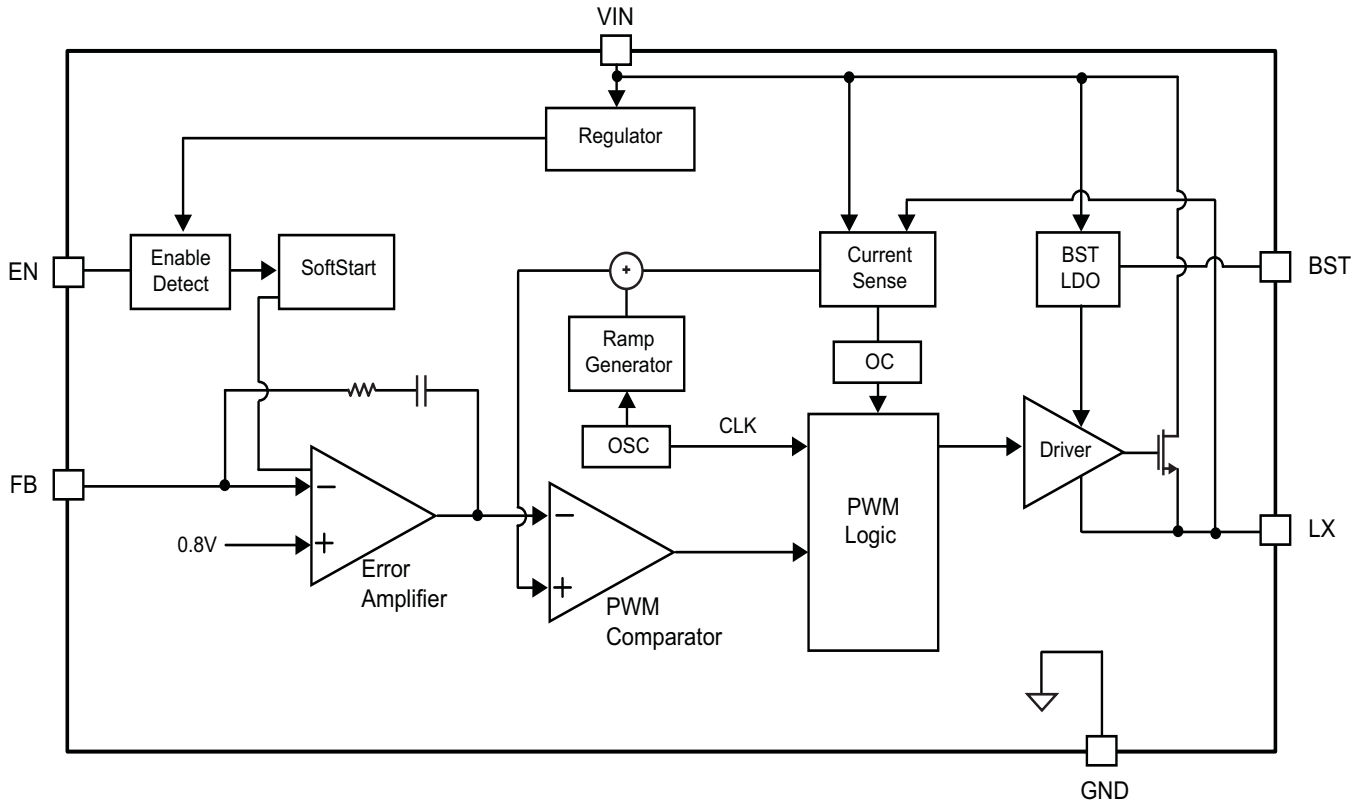 VIN
Regulator
EN
Enable
Detect
SoftStart
+
Current
Sense
BST
LDO
BST
Ramp
Generator
OC
OSC
CLK
Driver
FB
−
+
0.8V
Error
Amplifier
−
+
PWM
Comparator
PWM
Logic
LX
GND